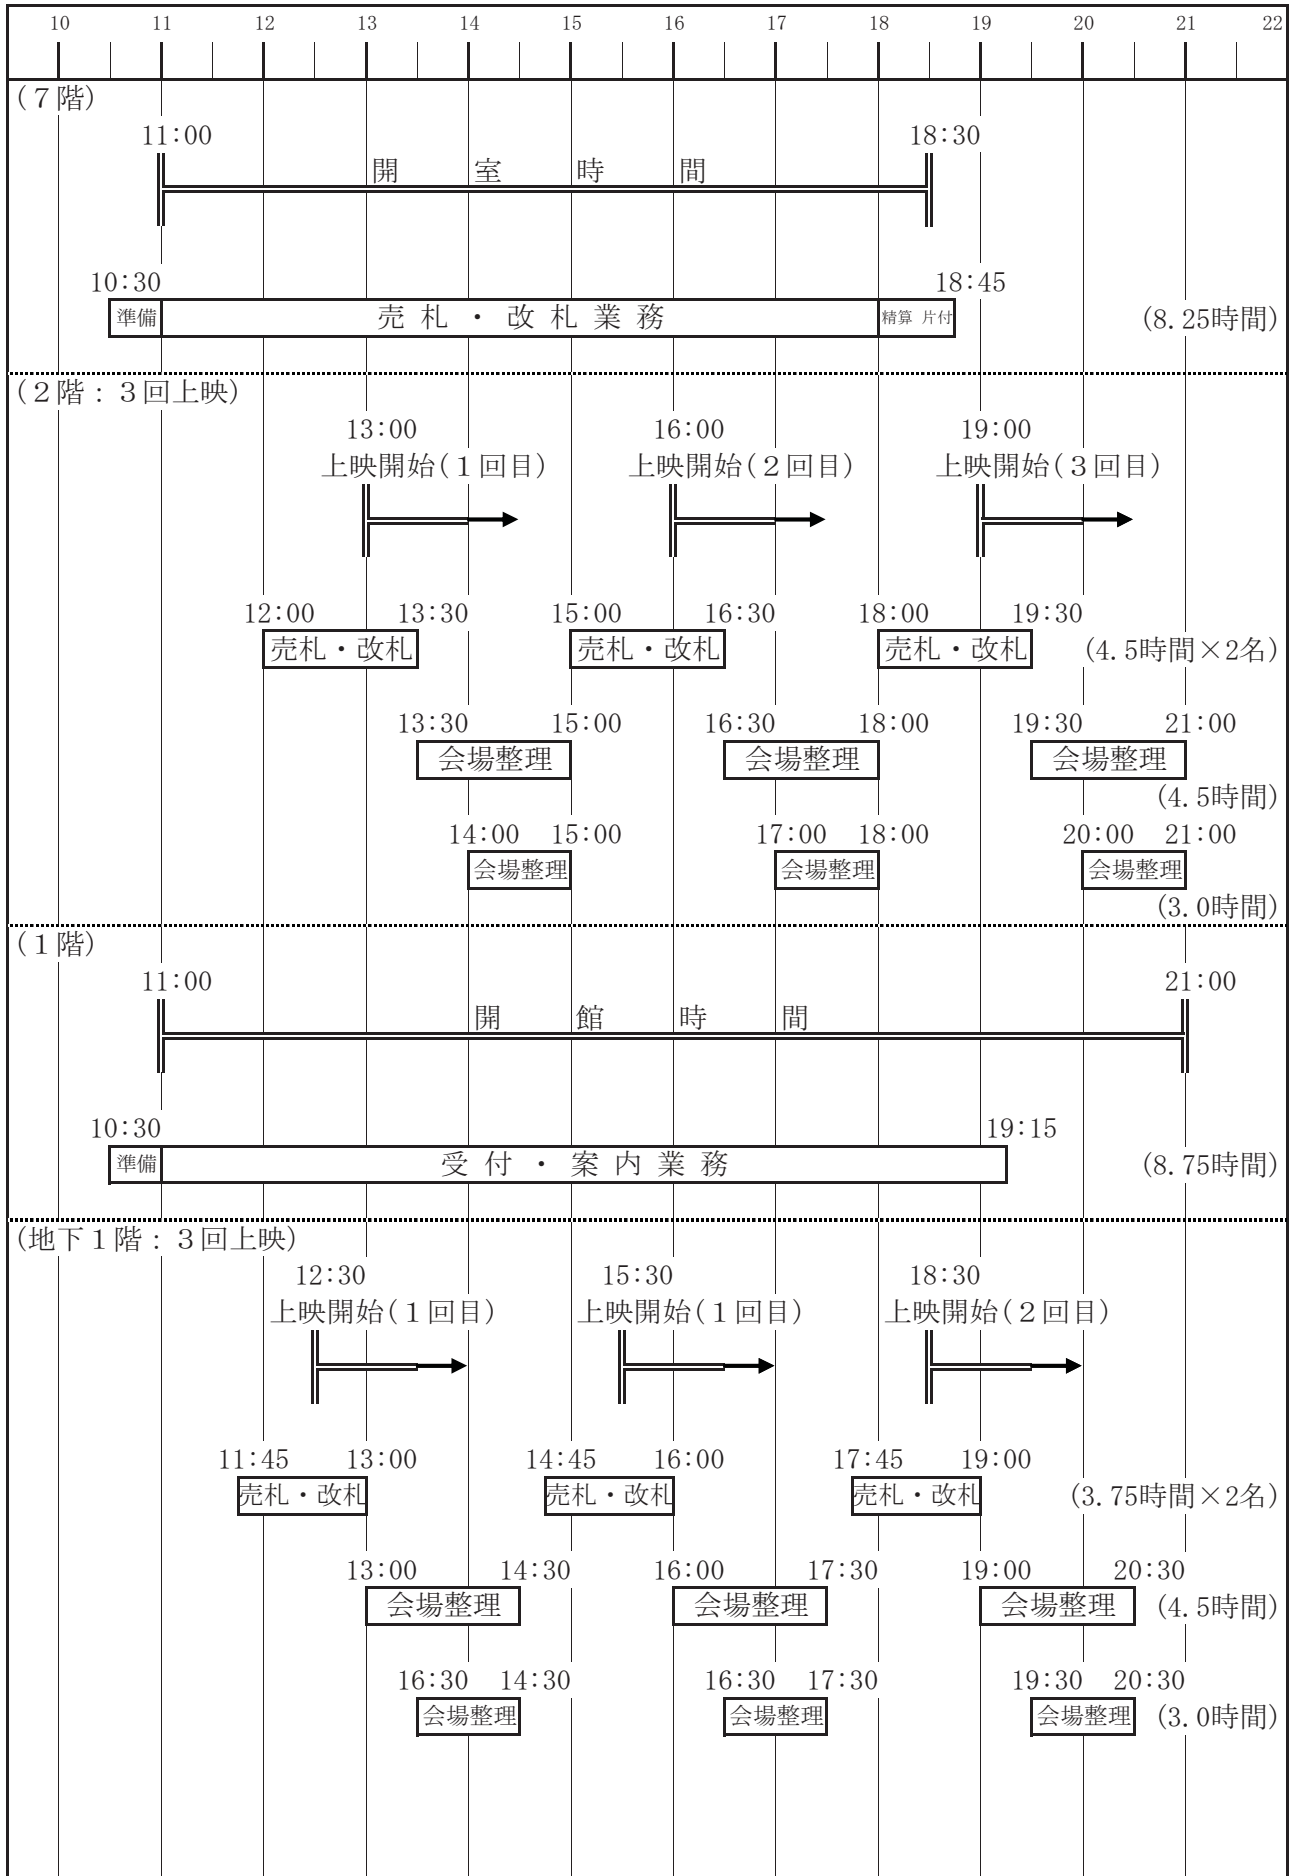 10 11 12 13 14 15 16 17 18 19 20 21 22
(７階)
11:00 18:30
開 室 時 間
10:30 18:45
準備 売 札 ・ 改 札 業 務 精算 片付 (8.25時間)
(２階：３回上映)
13:00 16:00 19:00
上映開始(１回目) 上映開始(２回目) 上映開始(３回目)
12:00 13:30 15:00 16:30 18:00 19:30
売札・改札 売札・改札 売札・改札 (4.5時間×2名)
13:30 15:00 16:30 18:00 19:30 21:00
会場整理 会場整理 会場整理
(4.5時間)
14:00 15:00 17:00 18:00 20:00 21:00
会場整理 会場整理 会場整理
(3.0時間)
(１階)
11:00 21:00
開 館 時 間
10:30 19:15
準備 受 付 ・ 案 内 業 務 (8.75時間)
(地下１階：３回上映)
12:30 15:30 18:30
上映開始(１回目) 上映開始(１回目) 上映開始(２回目)
11:45 13:00 14:45 16:00 17:45 19:00
売札・改札 売札・改札 売札・改札 (3.75時間×2名)
13:00 14:30 16:00 17:30 19:00 20:30
会場整理 会場整理 会場整理 (4.5時間)
16:30 14:30 16:30 17:30 19:30 20:30
会場整理 会場整理 会場整理 (3.0時間)